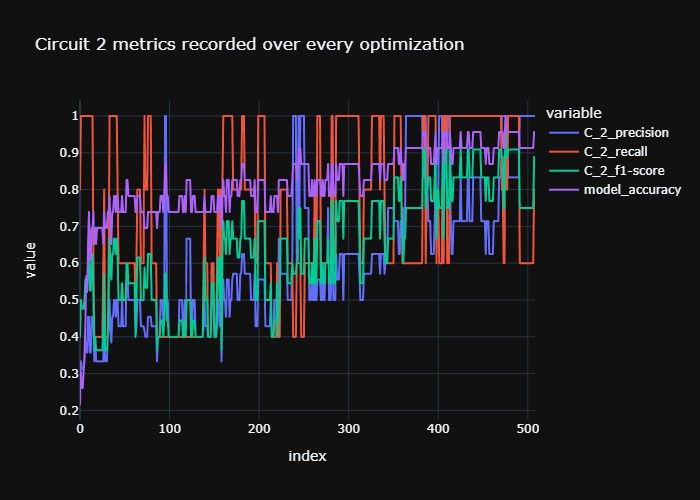 Circuit 2 metrics recorded over every optimization
variable
C_2_precision
C_2_recall
C_2_f1-score
model_accuracy
value
1
0.9
0.8
0.7
0.6
0.5
0.4
0.3
0.2
0 100 200 300 400 500
index